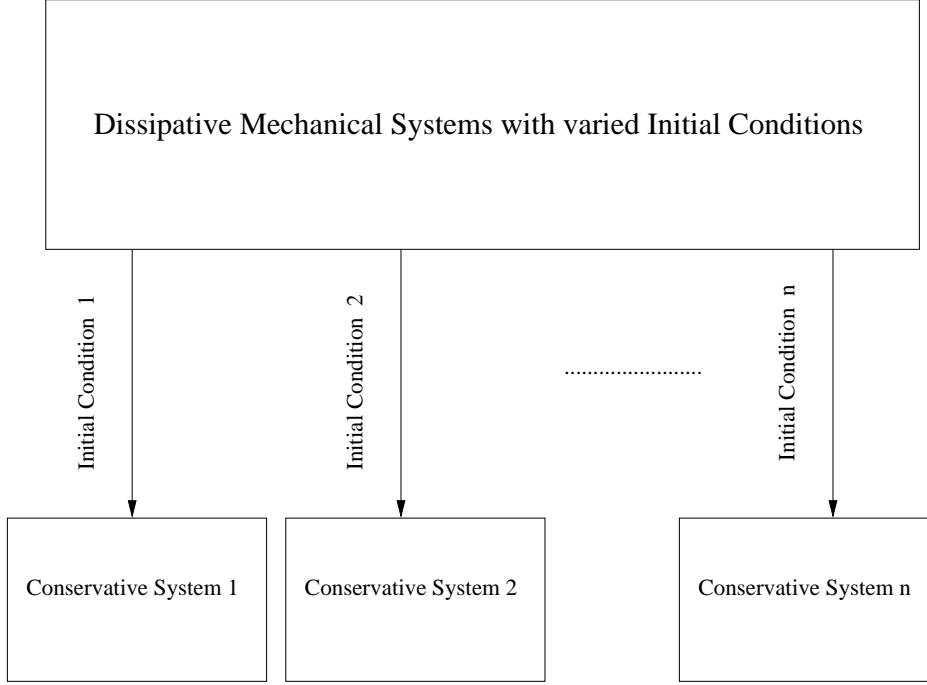 Dissipative Mechanical Systems with varied Initial Conditions
Initial Condition 1
Initial Condition 2
........................
Initial Condition n
Conservative System 1
Conservative System 2
Conservative System n